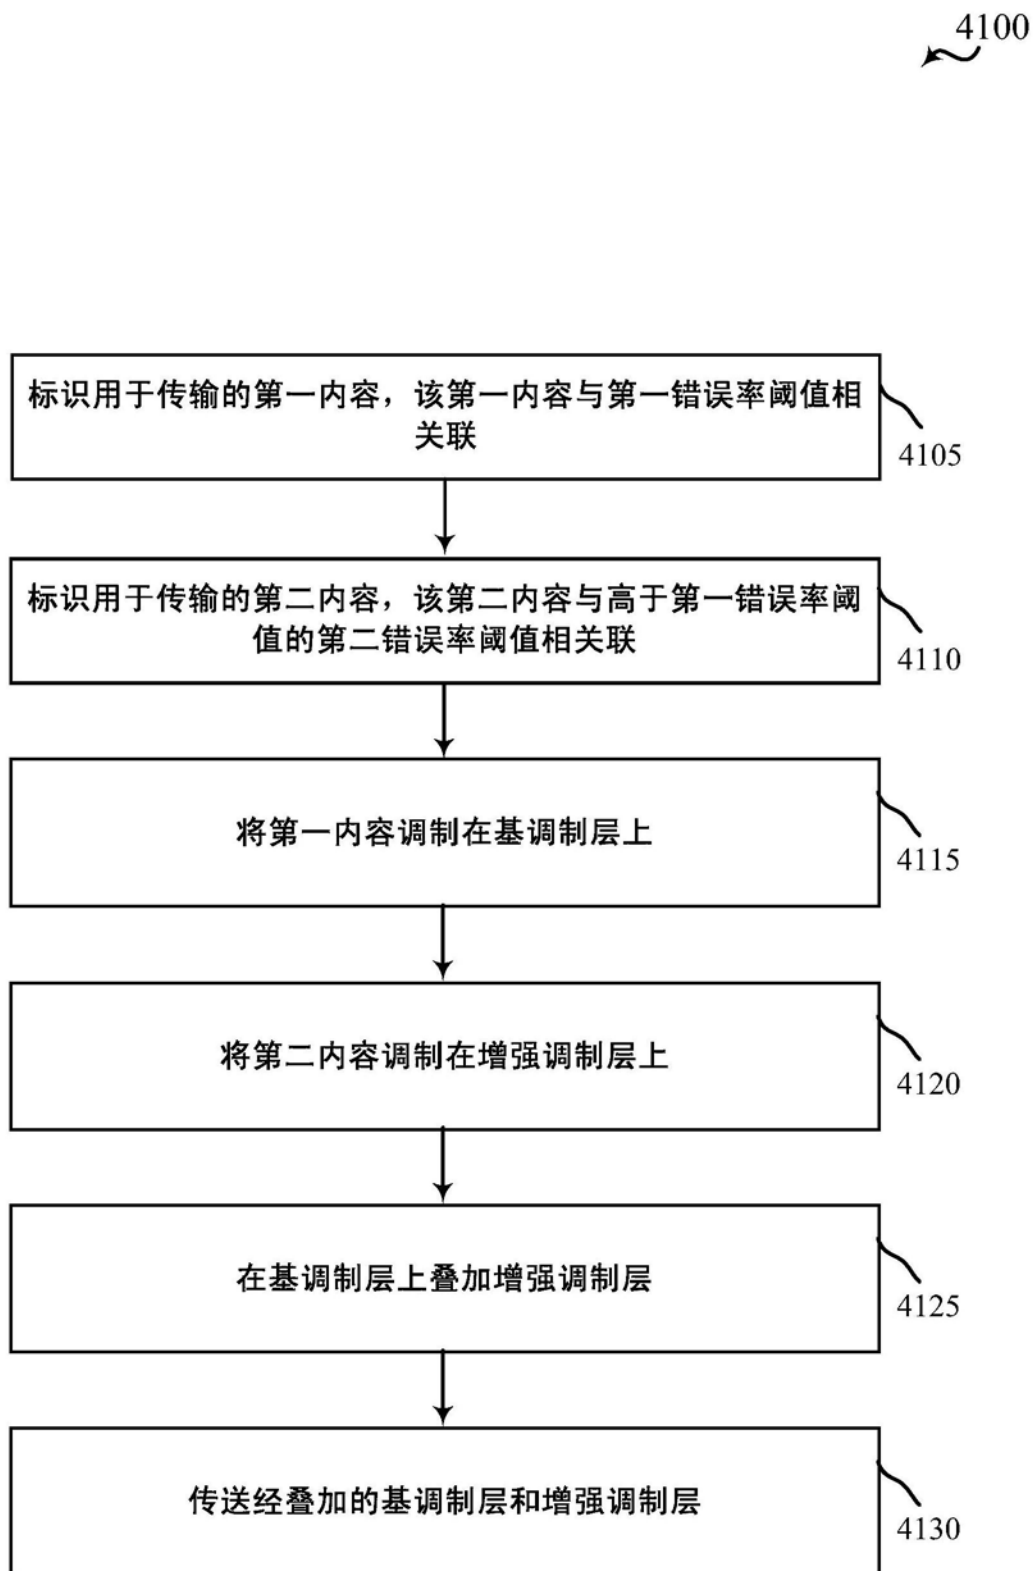 4100
标识用于传输的第一内容，该第一内容与第一错误率阈值相
关联
4105
标识用于传输的第二内容，该第二内容与高于第一错误率阈
值的第二错误率阈值相关联
4110
将第一内容调制在基调制层上
4115
将第二内容调制在增强调制层上
4120
在基调制层上叠加增强调制层
4125
传送经叠加的基调制层和增强调制层
4130